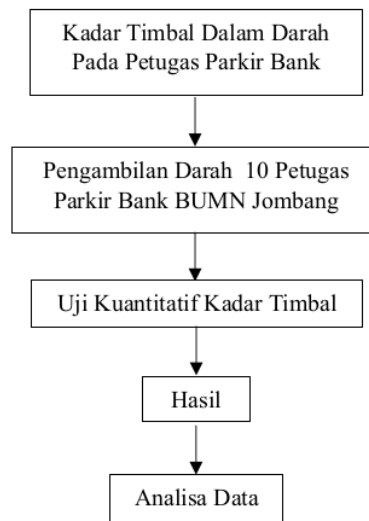 Kadar Timbal Dalam Darah
Pada Petugas Parkir Bank
Pengambilan Darah 10 Petugas
Parkir Bank BUMN Jombang
Uji Kuantitatif Kadar Timbal
Hasil
Analisa Data